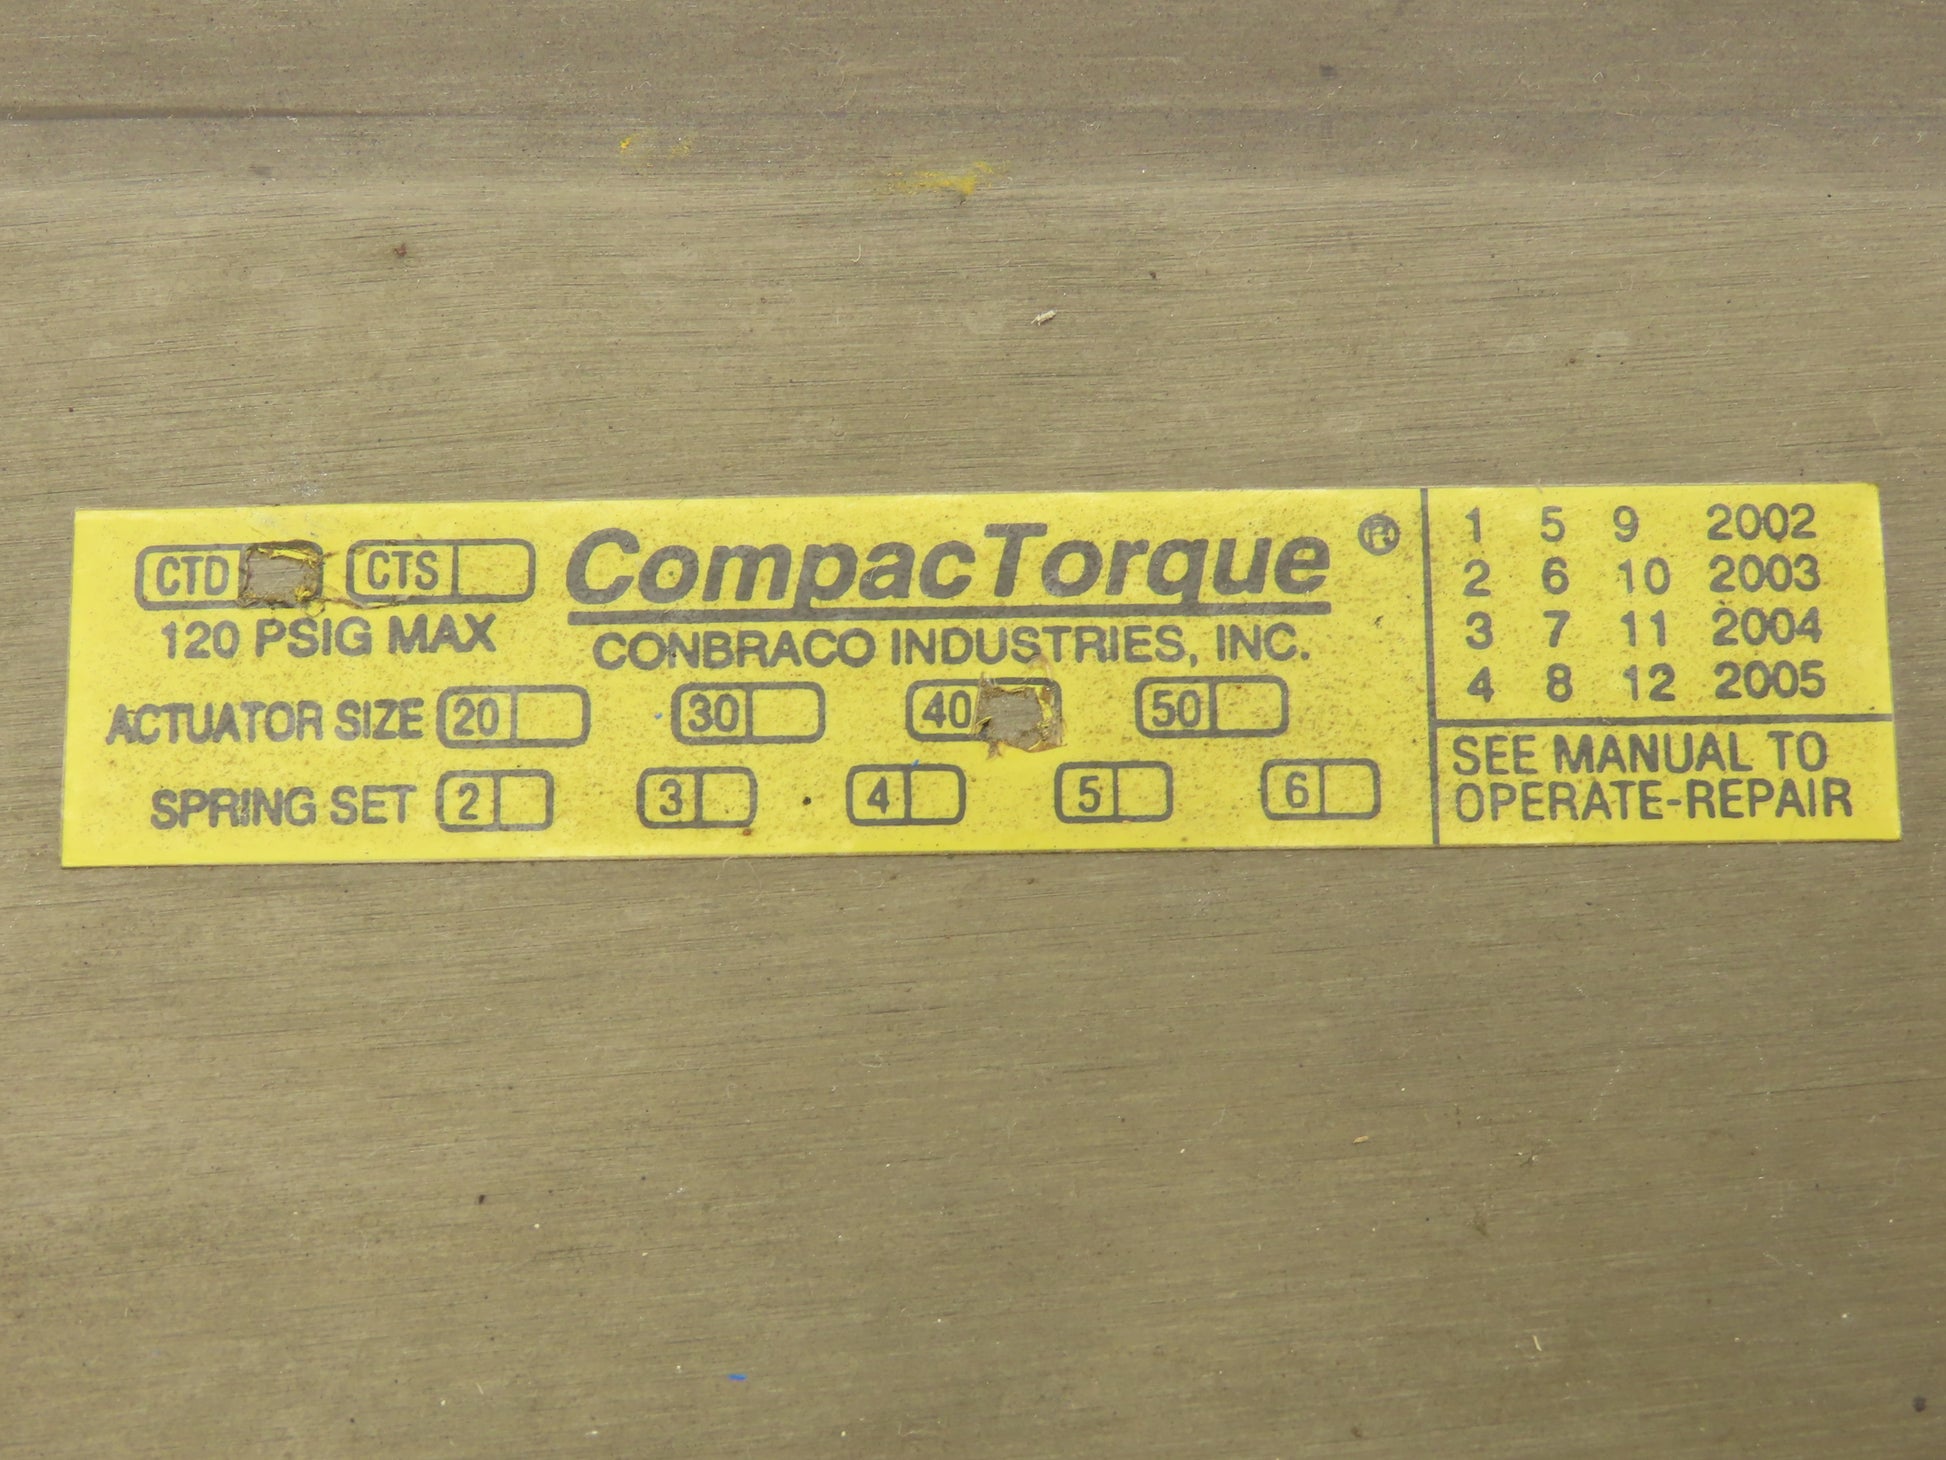 CTD CTS CompacTorque ®
120 PSIG MAX CONBRACO INDUSTRIES, INC.
ACTUATOR SIZE 20 30 40 50
SPRING SET 2 3 4 5 6
1 5 9 2002
2 6 10 2003
3 7 11 2004
4 8 12 2005
SEE MANUAL TO
OPERATE-REPAIR